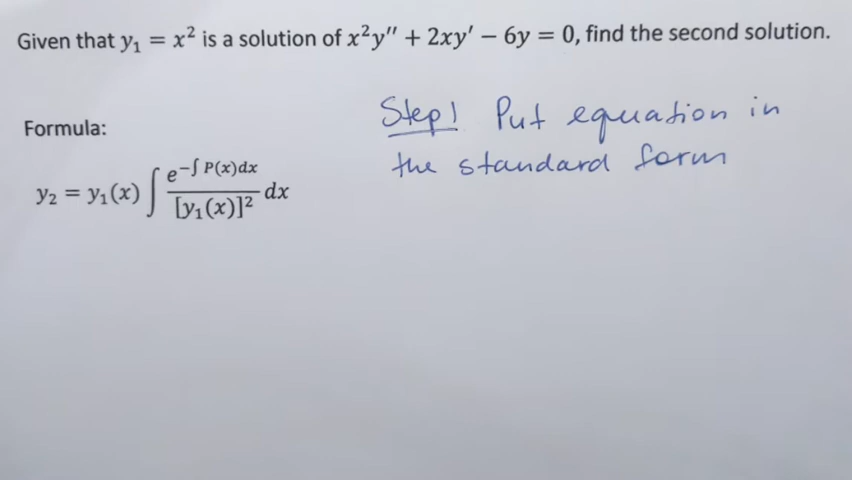 Given that y₁ = x² is a solution of x²y′′ + 2xy′ − 6y = 0, find the second solution.
Formula:
y₂ = y₁(x) ∫ e^(−∫ P(x)dx) / [y₁(x)]² dx
Step 1 Put equation in
the standard form